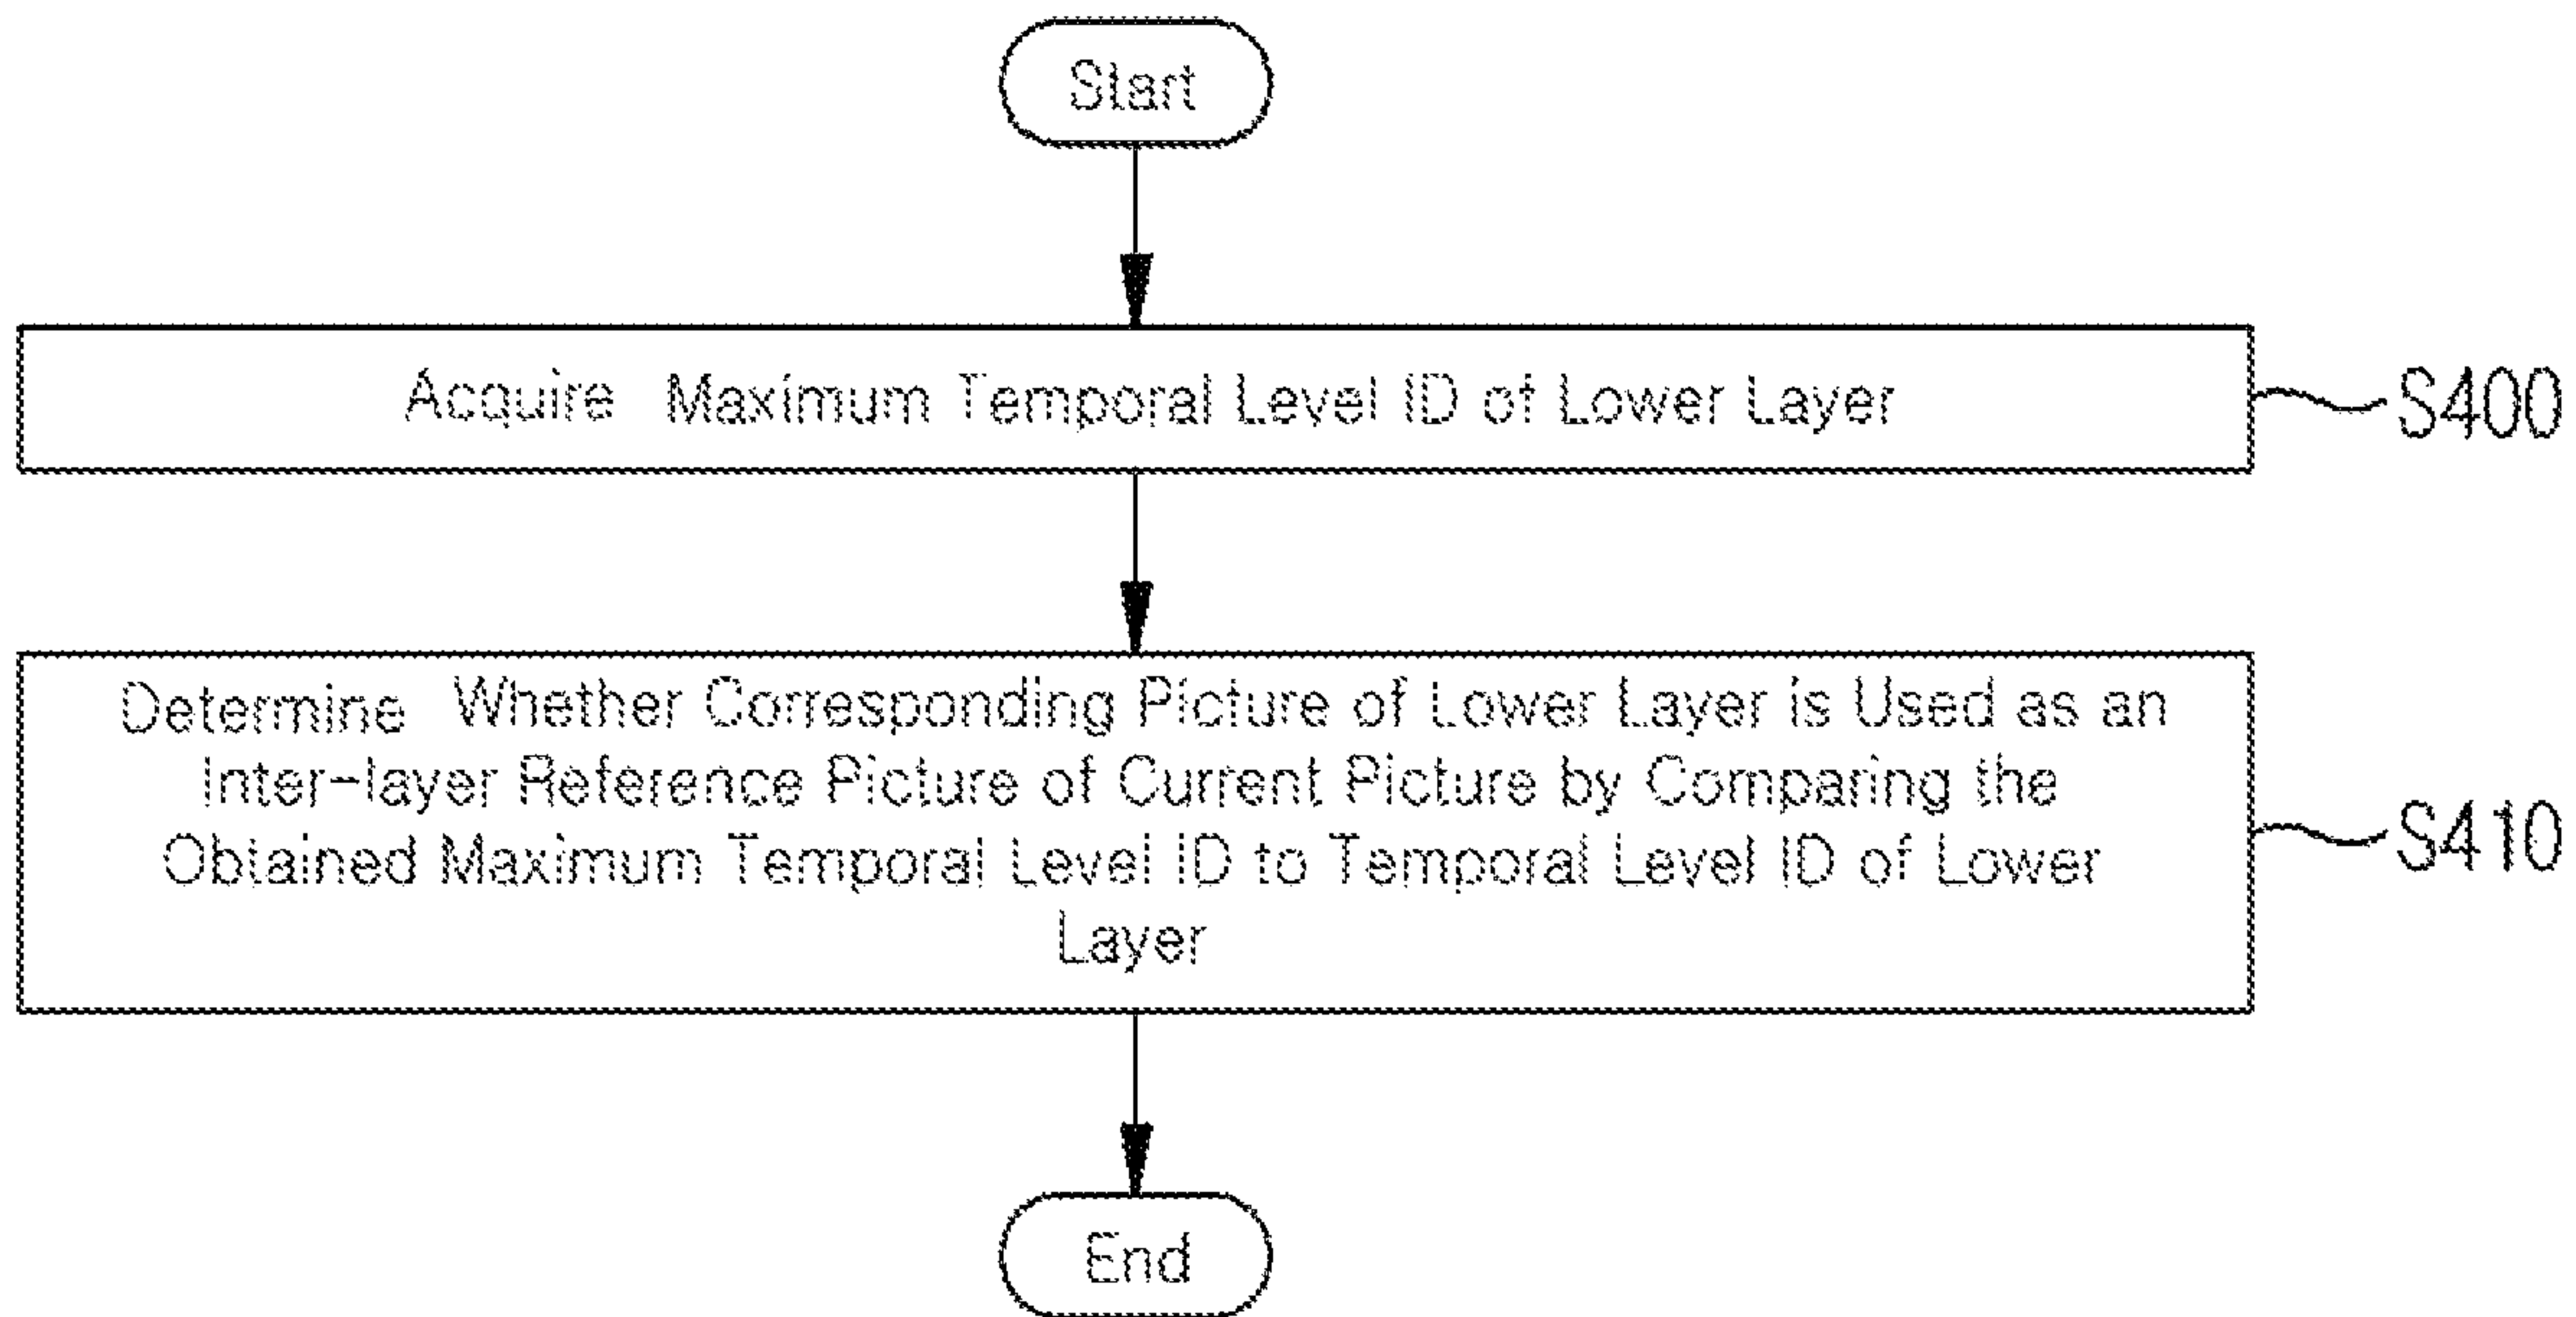 Start
Acquire Maximum Temporal Level ID of Lower Layer
S400
Determine Whether Corresponding Picture of Lower Layer is Used as an
Inter-layer Reference Picture of Current Picture by Comparing the
Obtained Maximum Temporal Level ID to Temporal Level ID of Lower
Layer
S410
End